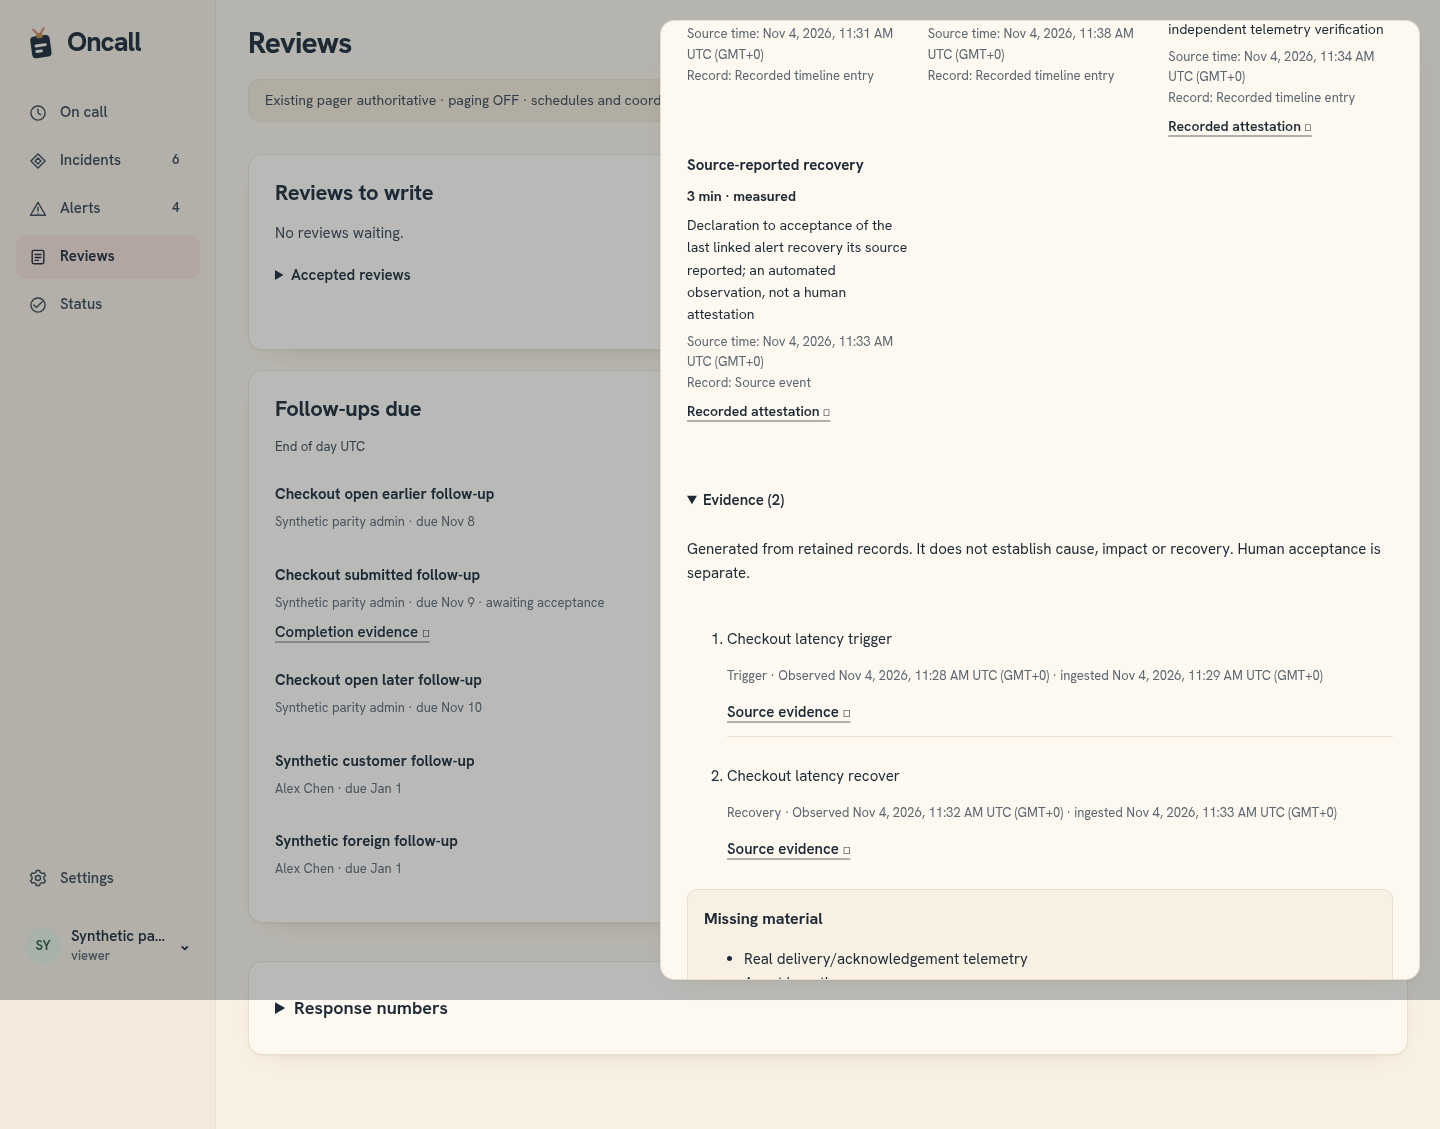 Oncall
On call
Incidents 6
Alerts 4
Reviews
Status
Settings
SY
Synthetic pa...
viewer
Reviews
Existing pager authoritative · paging OFF · schedules and coord
Reviews to write
No reviews waiting.
Accepted reviews
Follow-ups due
End of day UTC
Checkout open earlier follow-up
Synthetic parity admin · due Nov 8
Checkout submitted follow-up
Synthetic parity admin · due Nov 9 · awaiting acceptance
Completion evidence
Checkout open later follow-up
Synthetic parity admin · due Nov 10
Synthetic customer follow-up
Alex Chen · due Jan 1
Synthetic foreign follow-up
Alex Chen · due Jan 1
Response numbers
Source time: Nov 4, 2026, 11:31 AM
UTC (GMT+0)
Record: Recorded timeline entry
Source time: Nov 4, 2026, 11:38 AM
UTC (GMT+0)
Record: Recorded timeline entry
independent telemetry verification
Source time: Nov 4, 2026, 11:34 AM
UTC (GMT+0)
Record: Recorded timeline entry
Recorded attestation
Source-reported recovery
3 min · measured
Declaration to acceptance of the
last linked alert recovery its source
reported; an automated
observation, not a human
attestation
Source time: Nov 4, 2026, 11:33 AM
UTC (GMT+0)
Record: Source event
Recorded attestation
Evidence (2)
Generated from retained records. It does not establish cause, impact or recovery. Human acceptance is
separate.
1. Checkout latency trigger
Trigger · Observed Nov 4, 2026, 11:28 AM UTC (GMT+0) · ingested Nov 4, 2026, 11:29 AM UTC (GMT+0)
Source evidence
2. Checkout latency recover
Recovery · Observed Nov 4, 2026, 11:32 AM UTC (GMT+0) · ingested Nov 4, 2026, 11:33 AM UTC (GMT+0)
Source evidence
Missing material
• Real delivery/acknowledgement telemetry